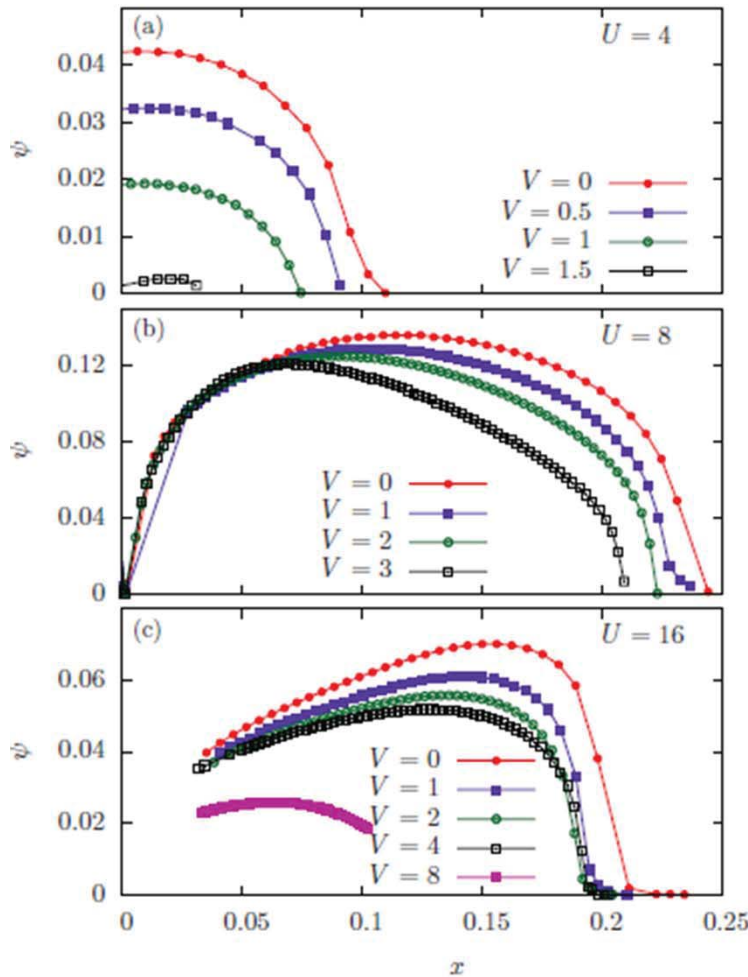 (a) U = 4
0.04
0.03
ψ
0.02
V = 0
V = 0.5
0.01
V = 1
V = 1.5
0
(b) U = 8
0.12
0.08
ψ
V = 0
V = 1
0.04
V = 2
V = 3
0
(c) U = 16
0.06
ψ
0.04
V = 0
V = 1
0.02
V = 2
V = 4
V = 8
0
0 0.05 0.1 0.15 0.2 0.25
x